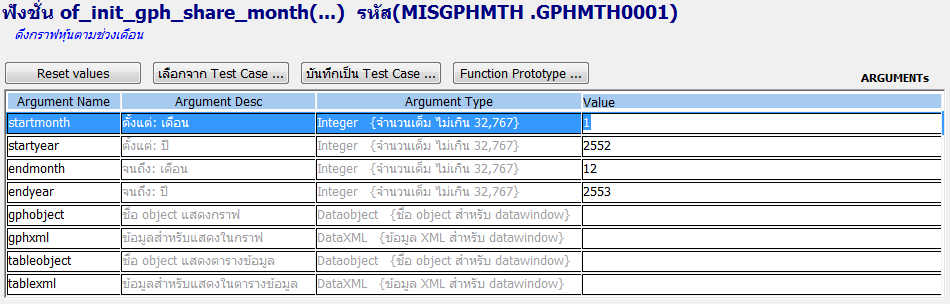 ฟังชั่น of_init_gph_share_month(...) รหัส(MISGPHMTH .GPHMTH0001)
ดึงกราฟหุ้นตามช่วงเดือน
Reset values เลือกจาก Test Case ... บันทึกเป็น Test Case ... Function Prototype ... ARGUMENTs
Argument Name Argument Desc Argument Type Value
startmonth ตั้งแต่: เดือน Integer {จำนวนเต็ม ไม่เกิน 32,767} 1
startyear ตั้งแต่: ปี Integer {จำนวนเต็ม ไม่เกิน 32,767} 2552
endmonth จนถึง: เดือน Integer {จำนวนเต็ม ไม่เกิน 32,767} 12
endyear จนถึง: ปี Integer {จำนวนเต็ม ไม่เกิน 32,767} 2553
gphobject ชื่อ object แสดงกราฟ Dataobject {ชื่อ object สำหรับ datawindow}
gphxml ข้อมูลสำหรับแสดงในกราฟ DataXML {ข้อมูล XML สำหรับ datawindow}
tableobject ชื่อ object แสดงตารางข้อมูล Dataobject {ชื่อ object สำหรับ datawindow}
tablexml ข้อมูลสำหรับแสดงในตารางข้อมูล DataXML {ข้อมูล XML สำหรับ datawindow}